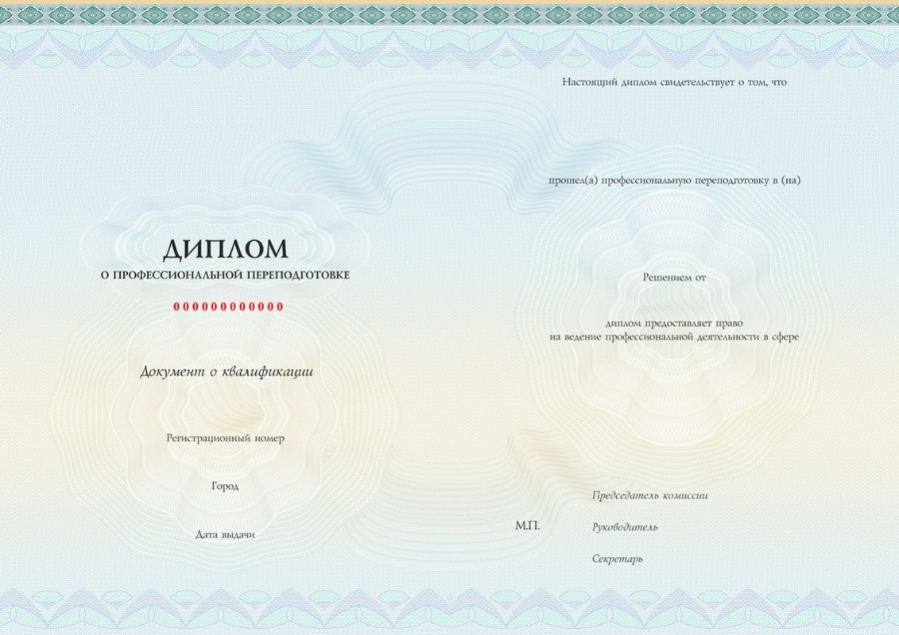 ДИПЛОМ
О ПРОФЕССИОНАЛЬНОЙ ПЕРЕПОДГОТОВКЕ
000000000000
Документ о квалификации
Регистрационный номер
Город
Дата выдачи
Настоящий диплом свидетельствует о том, что
прошел(а) профессиональную переподготовку в (на)
Решением от
диплом предоставляет право
на ведение профессиональной деятельности в сфере
Председатель комиссии
М.П.
Руководитель
Секретарь